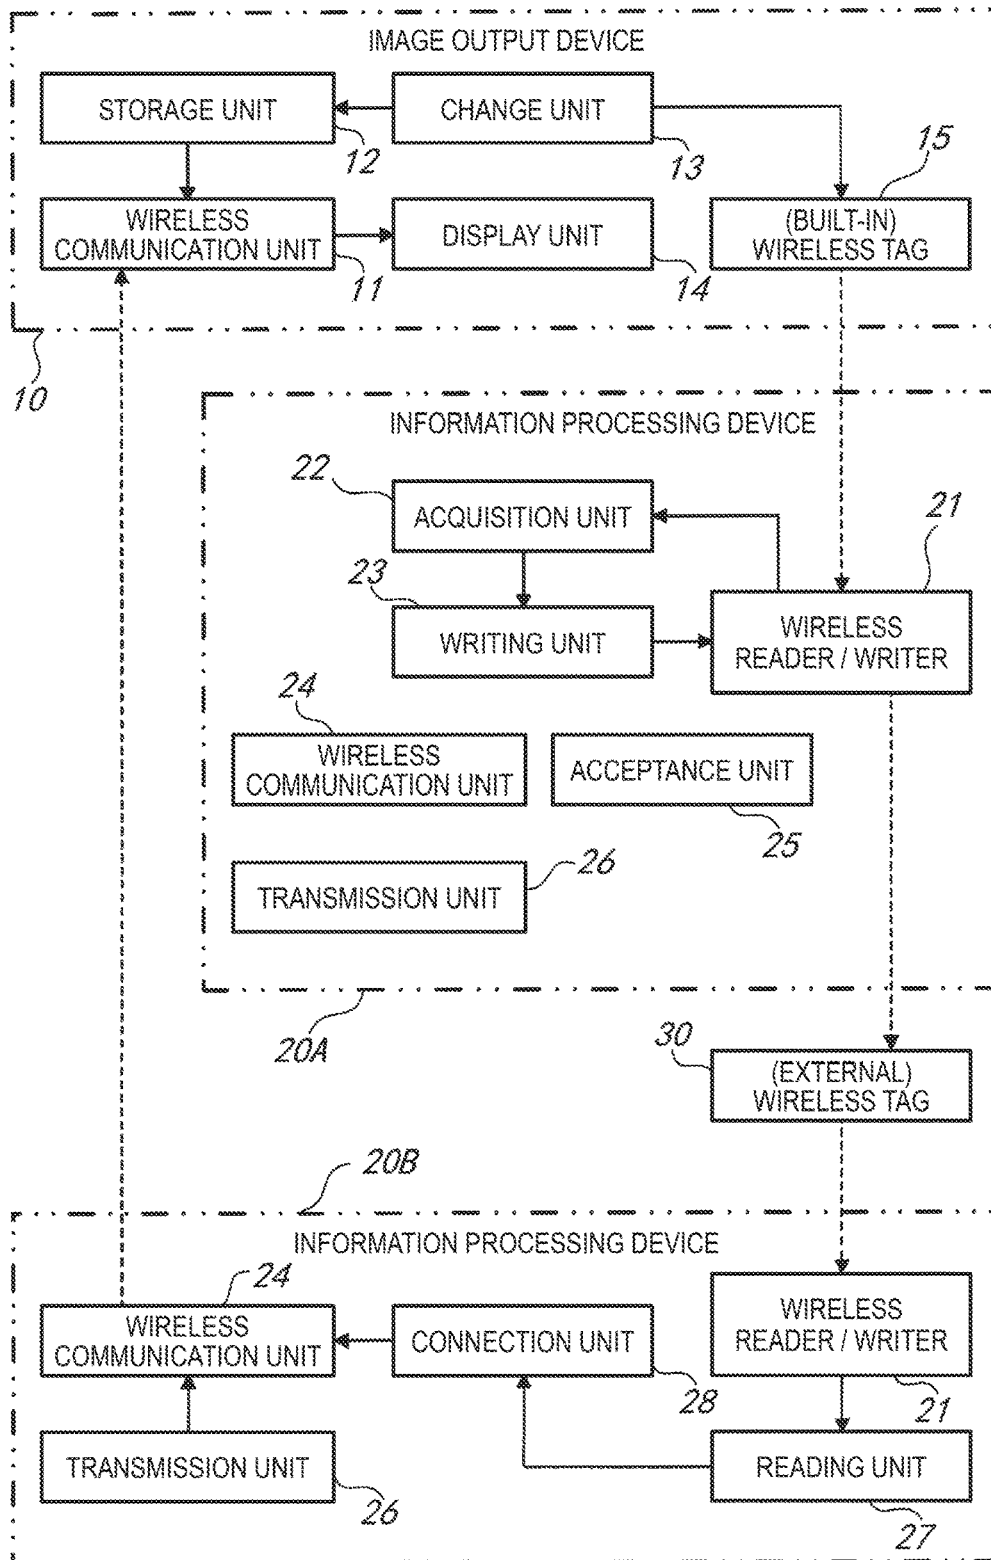 IMAGE OUTPUT DEVICE
STORAGE UNIT
CHANGE UNIT
12
13
15
WIRELESS
COMMUNICATION UNIT
DISPLAY UNIT
(BUILT-IN)
WIRELESS TAG
11
14
10
INFORMATION PROCESSING DEVICE
22
ACQUISITION UNIT
21
23
WRITING UNIT
WIRELESS
READER / WRITER
24
WIRELESS
COMMUNICATION UNIT
ACCEPTANCE UNIT
25
26
TRANSMISSION UNIT
20A
30
(EXTERNAL)
WIRELESS TAG
20B
INFORMATION PROCESSING DEVICE
24
WIRELESS
COMMUNICATION UNIT
CONNECTION UNIT
WIRELESS
READER / WRITER
28
21
TRANSMISSION UNIT
READING UNIT
26
27